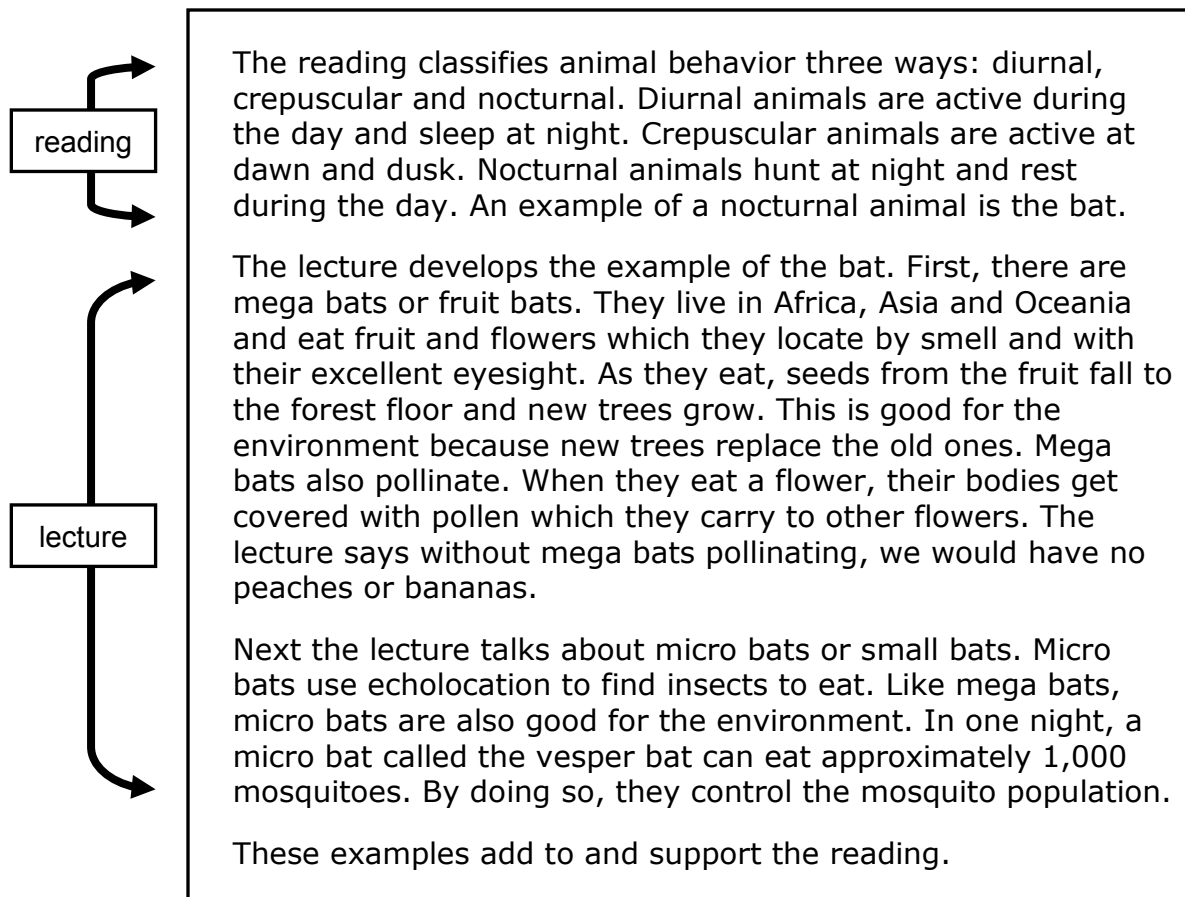 The reading classifies animal behavior three ways: diurnal,
crepuscular and nocturnal. Diurnal animals are active during
the day and sleep at night. Crepuscular animals are active at
dawn and dusk. Nocturnal animals hunt at night and rest
during the day. An example of a nocturnal animal is the bat.
reading
The lecture develops the example of the bat. First, there are
mega bats or fruit bats. They live in Africa, Asia and Oceania
and eat fruit and flowers which they locate by smell and with
their excellent eyesight. As they eat, seeds from the fruit fall to
the forest floor and new trees grow. This is good for the
environment because new trees replace the old ones. Mega
bats also pollinate. When they eat a flower, their bodies get
covered with pollen which they carry to other flowers. The
lecture says without mega bats pollinating, we would have no
peaches or bananas.
lecture
Next the lecture talks about micro bats or small bats. Micro
bats use echolocation to find insects to eat. Like mega bats,
micro bats are also good for the environment. In one night, a
micro bat called the vesper bat can eat approximately 1,000
mosquitoes. By doing so, they control the mosquito population.
These examples add to and support the reading.